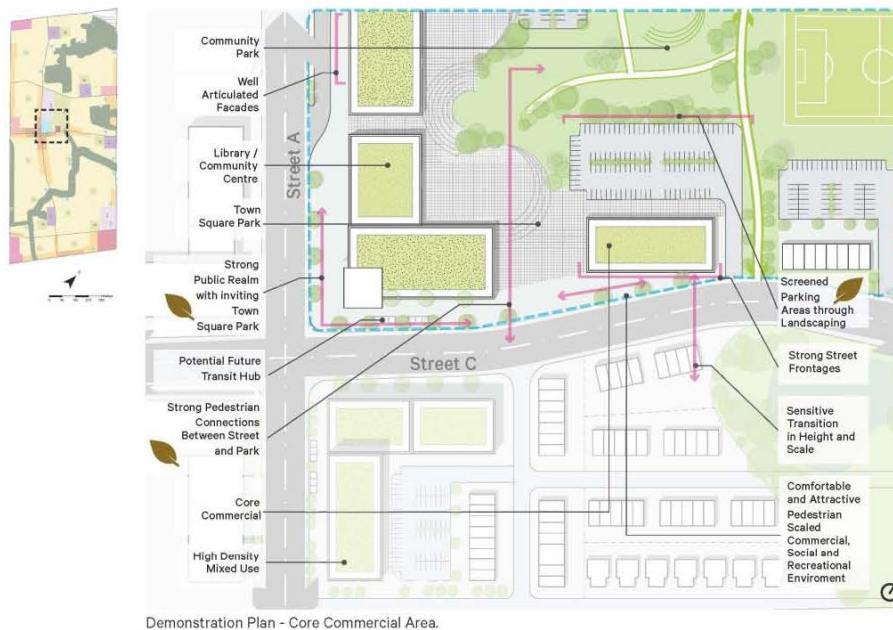 Community
Park
Well
Articulated
Facades
Library /
Community
Centre
Town
Square Park
Strong
Public Realm
with inviting
Town
Square Park
Potential Future
Transit Hub
Strong Pedestrian
Connections
Between Street
and Park
Core
Commercial
High Density
Mixed Use
Street A
Street C
Screened
Parking
Areas through
Landscaping
Strong Street
Frontages
Sensitive
Transition
in Height and
Scale
Comfortable
and Attractive
Pedestrian
Scaled
Commercial,
Social and
Recreational
Enviroment
Demonstration Plan - Core Commercial Area.